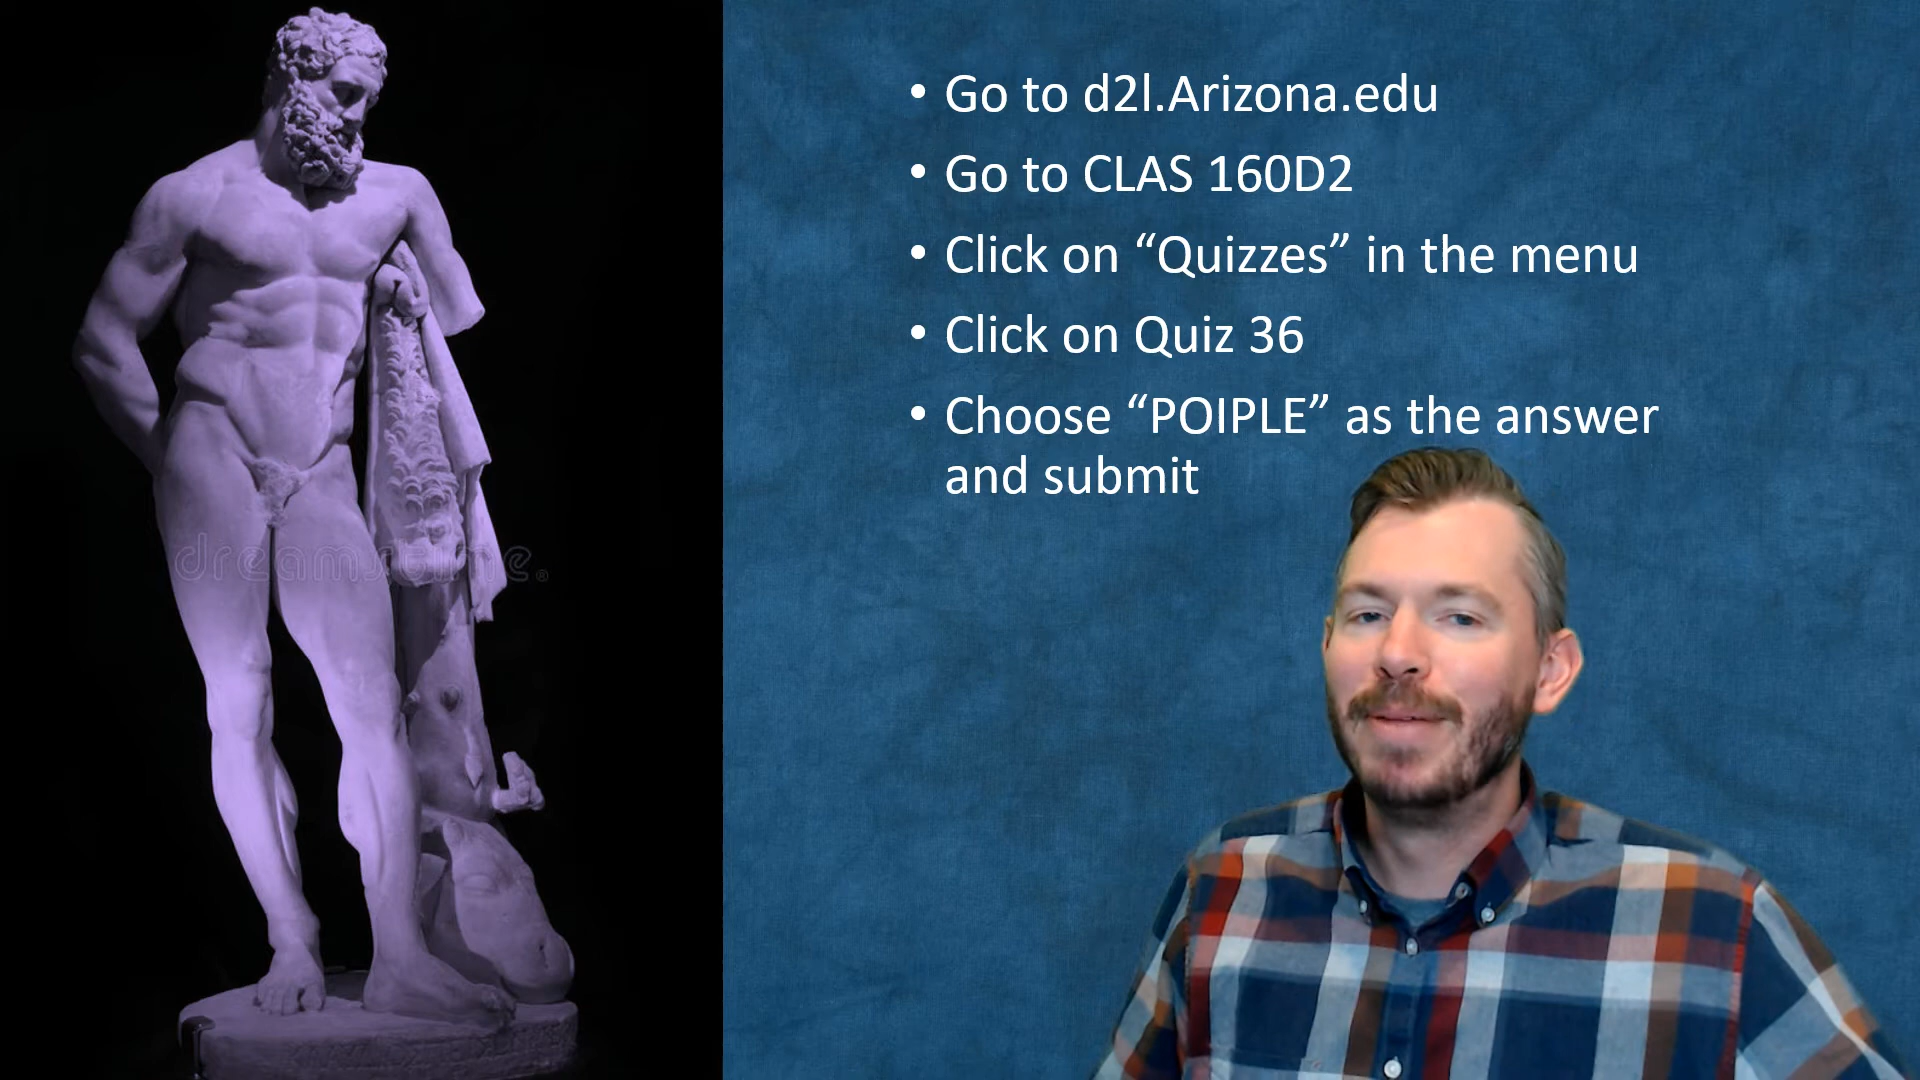 • Go to d2l.Arizona.edu
• Go to CLAS 160D2
• Click on “Quizzes” in the menu
• Click on Quiz 36
• Choose “POIPLE” as the answer
and submit
dreamstime.